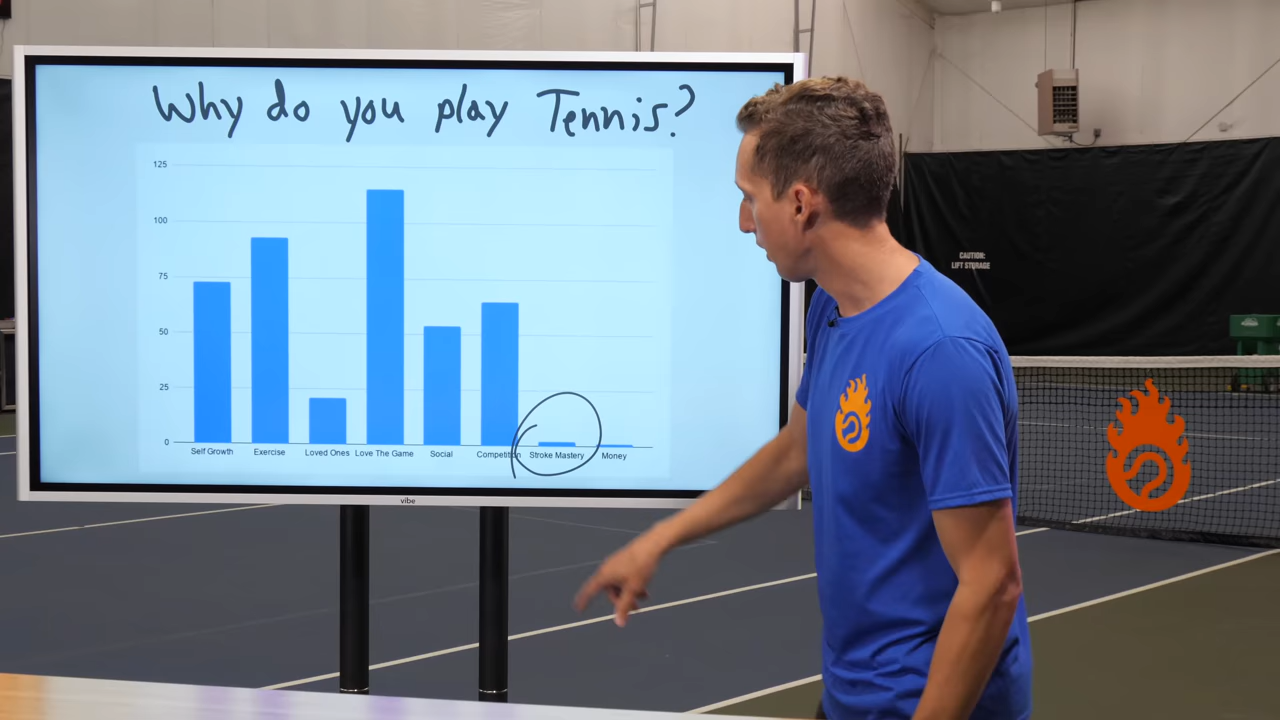 Why do you play Tennis?
125
100
75
50
25
0
Self Growth Exercise Loved Ones Love The Game Social Competition Stroke Mastery Money
vibe
CAUTION:
LIFT STORAGE